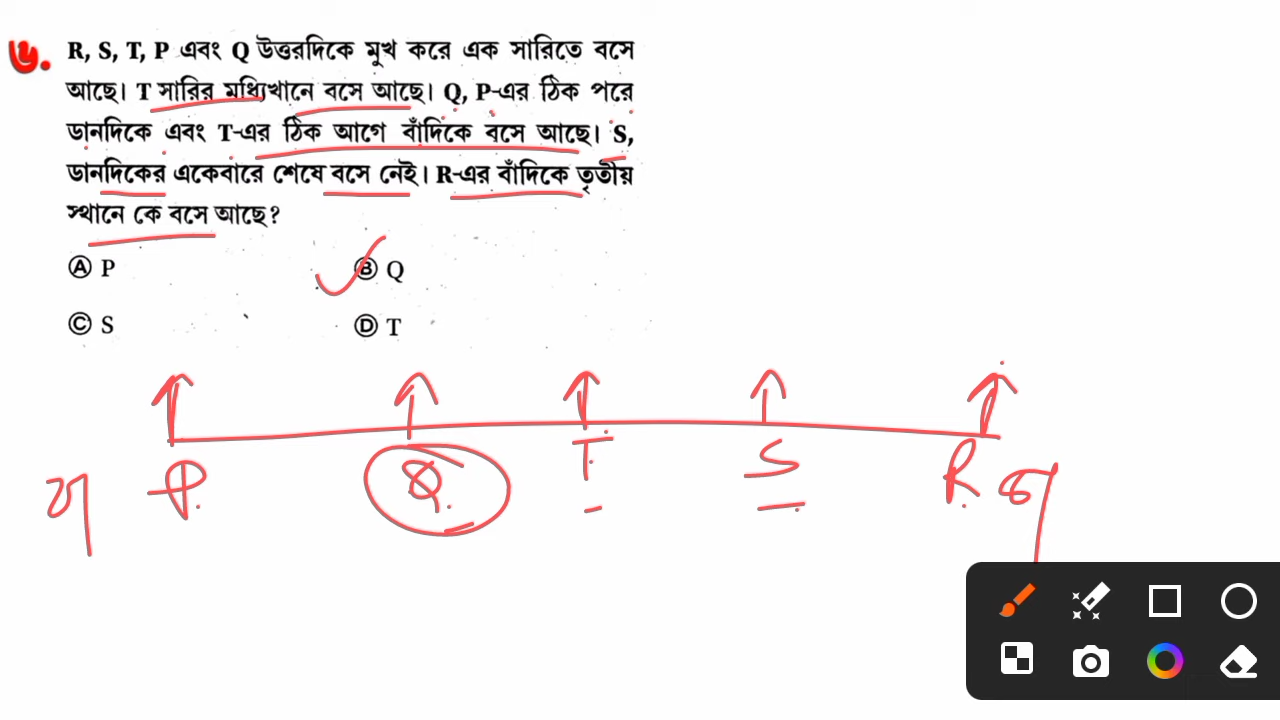 ৬. R, S, T, P এবং Q উত্তরদিকে মুখ করে এক সারিতে বসে
আছে। T সারির মধ্যিখানে বসে আছে। Q, P-এর ঠিক পরে
ডানদিকে এবং T-এর ঠিক আগে বাঁদিকে বসে আছে। S,
ডানদিকের একেবারে শেষে বসে নেই। R-এর বাঁদিকে তৃতীয়
স্থানে কে বসে আছে?
Ⓐ P Ⓑ Q
Ⓒ S Ⓓ T
বা P Q T S R ডা